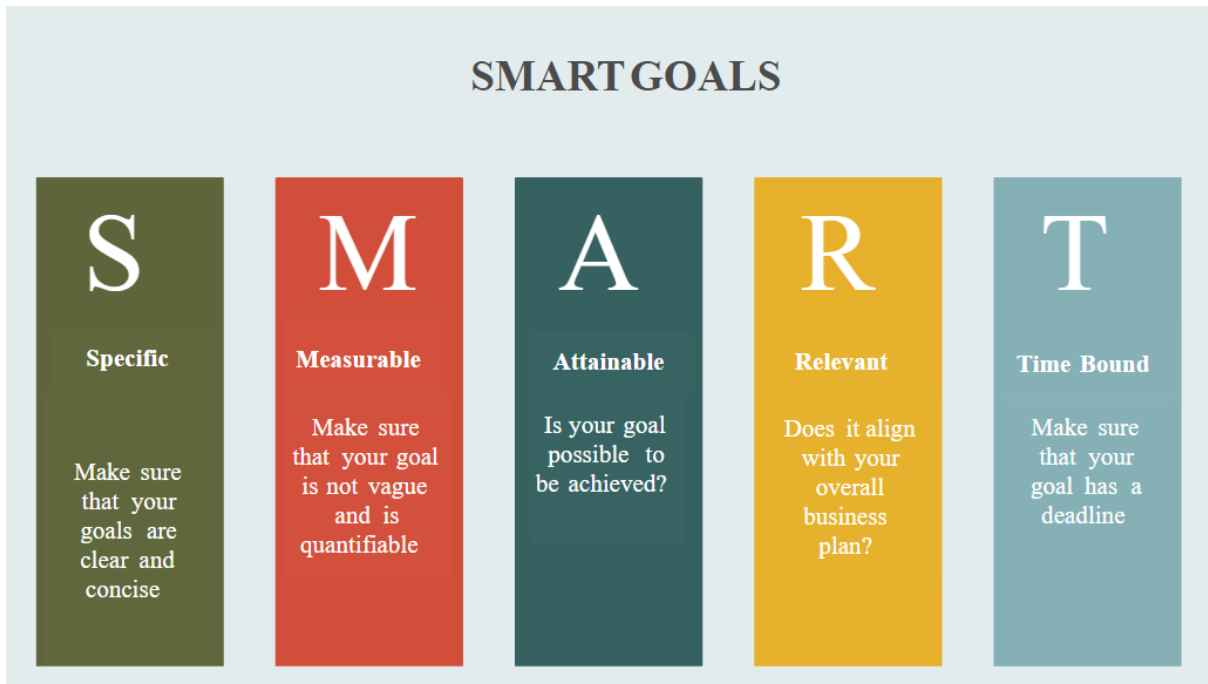 SMART GOALS
S
Specific
Make sure
that your
goals are
clear and
concise
M
Measurable
Make sure
that your goal
is not vague
and is
quantifiable
A
Attainable
Is your goal
possible to
be achieved?
R
Relevant
Does it align
with your
overall
business
plan?
T
Time Bound
Make sure
that your
goal has a
deadline